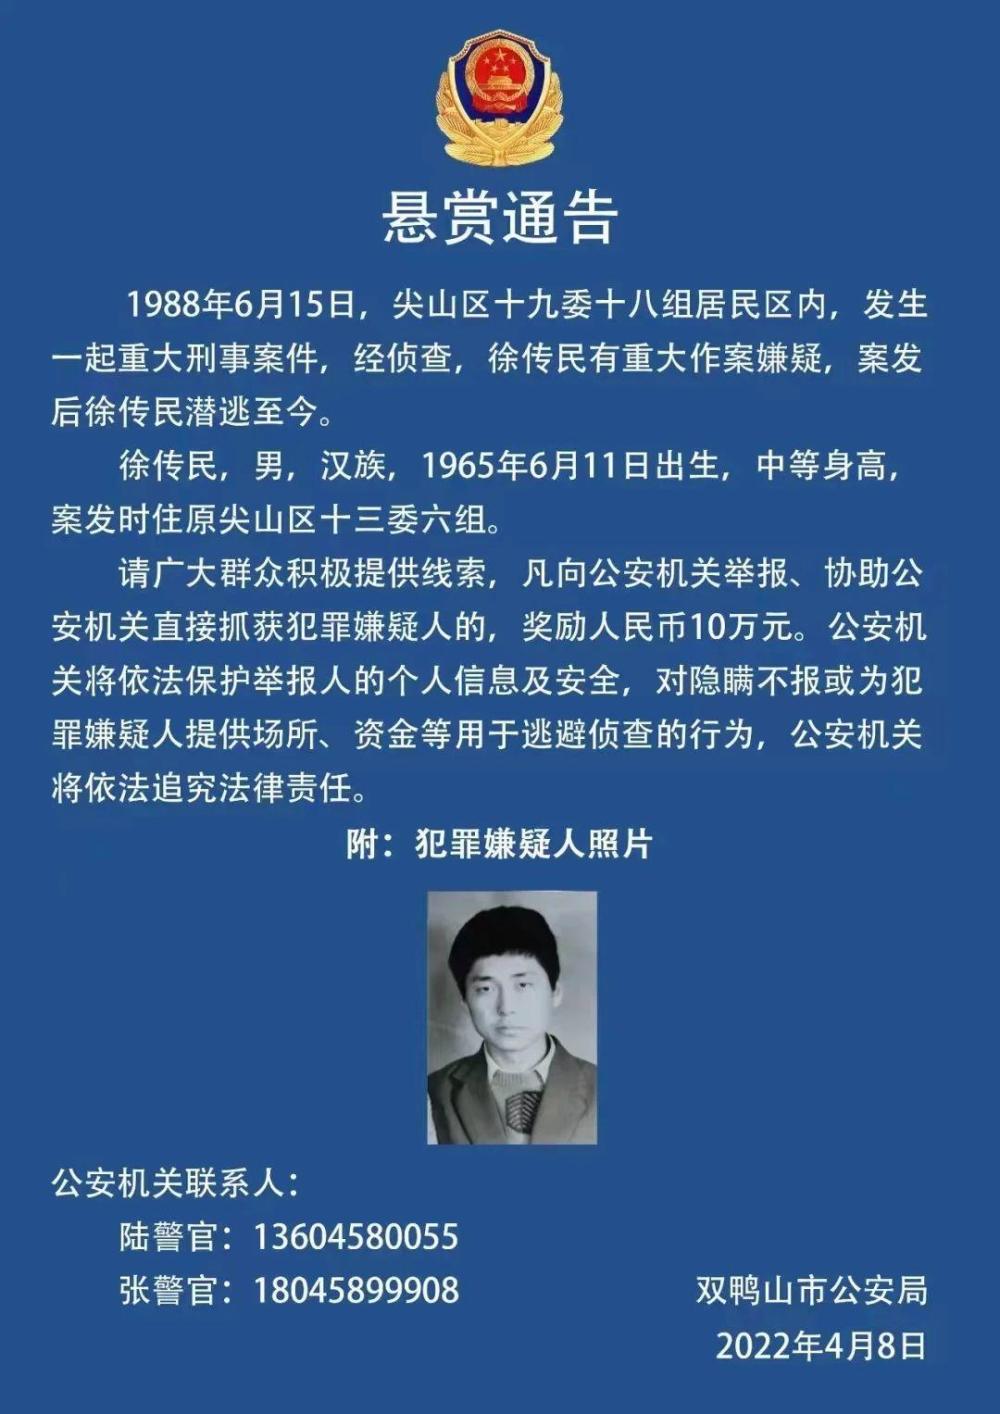 悬赏通告
1988年6月15日，尖山区十九委十八组居民区内，发生
一起重大刑事案件，经侦查，徐传民有重大作案嫌疑，案发
后徐传民潜逃至今。
徐传民，男，汉族，1965年6月11日出生，中等身高，
案发时住原尖山区十三委六组。
请广大群众积极提供线索，凡向公安机关举报、协助公
安机关直接抓获犯罪嫌疑人的，奖励人民币10万元。公安机
关将依法保护举报人的个人信息及安全，对隐瞒不报或为犯
罪嫌疑人提供场所、资金等用于逃避侦查的行为，公安机关
将依法追究法律责任。
附：犯罪嫌疑人照片
公安机关联系人：
陆警官：13604580055
张警官：18045899908
双鸭山市公安局
2022年4月8日